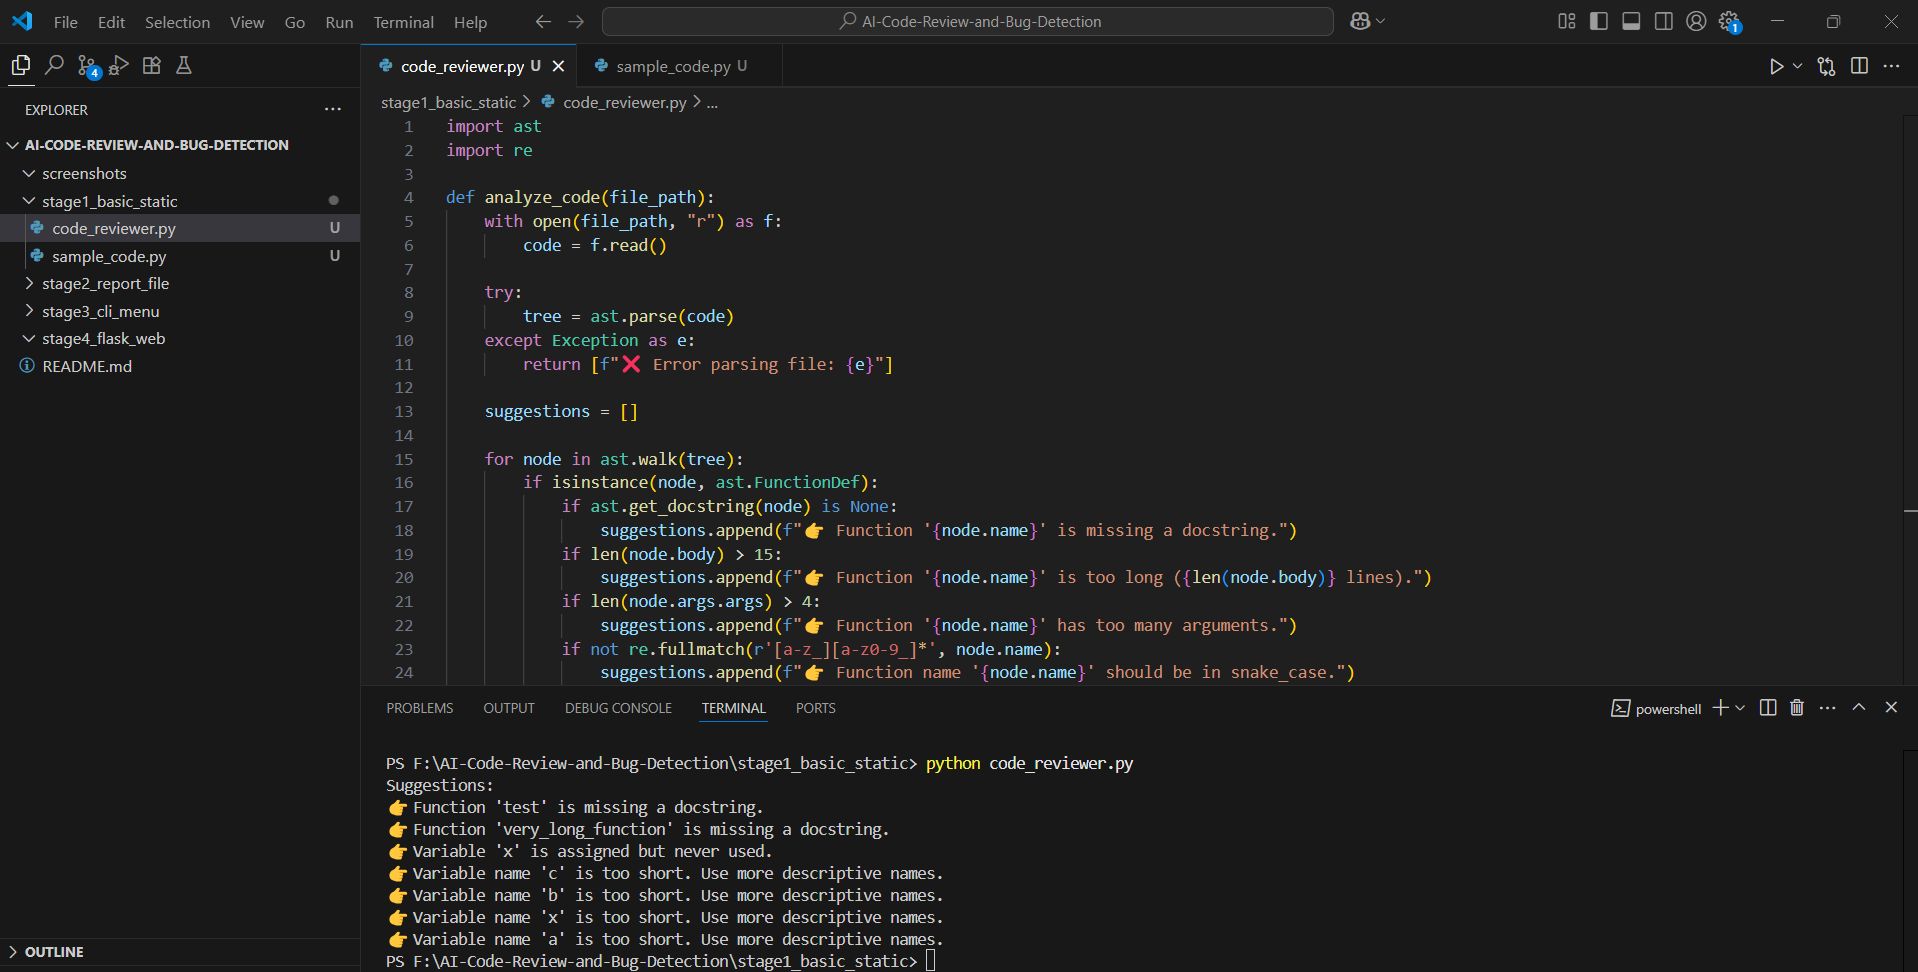 File Edit Selection View Go Run Terminal Help
AI-Code-Review-and-Bug-Detection
1
4
EXPLORER
AI-CODE-REVIEW-AND-BUG-DETECTION
screenshots
stage1_basic_static
code_reviewer.py U
sample_code.py U
stage2_report_file
stage3_cli_menu
stage4_flask_web
README.md
OUTLINE
code_reviewer.py U
sample_code.py U
stage1_basic_static > code_reviewer.py > ...
1 import ast
2 import re
3
4 def analyze_code(file_path):
5 with open(file_path, "r") as f:
6 code = f.read()
7
8 try:
9 tree = ast.parse(code)
10 except Exception as e:
11 return [f"❌ Error parsing file: {e}"]
12
13 suggestions = []
14
15 for node in ast.walk(tree):
16 if isinstance(node, ast.FunctionDef):
17 if ast.get_docstring(node) is None:
18 suggestions.append(f"👉 Function '{node.name}' is missing a docstring.")
19 if len(node.body) > 15:
20 suggestions.append(f"👉 Function '{node.name}' is too long ({len(node.body)} lines).")
21 if len(node.args.args) > 4:
22 suggestions.append(f"👉 Function '{node.name}' has too many arguments.")
23 if not re.fullmatch(r'[a-z_][a-z0-9_]*', node.name):
24 suggestions.append(f"👉 Function name '{node.name}' should be in snake_case.")
PROBLEMS OUTPUT DEBUG CONSOLE TERMINAL PORTS
powershell
PS F:\AI-Code-Review-and-Bug-Detection\stage1_basic_static> python code_reviewer.py
Suggestions:
👉 Function 'test' is missing a docstring.
👉 Function 'very_long_function' is missing a docstring.
👉 Variable 'x' is assigned but never used.
👉 Variable name 'c' is too short. Use more descriptive names.
👉 Variable name 'b' is too short. Use more descriptive names.
👉 Variable name 'x' is too short. Use more descriptive names.
👉 Variable name 'a' is too short. Use more descriptive names.
PS F:\AI-Code-Review-and-Bug-Detection\stage1_basic_static>